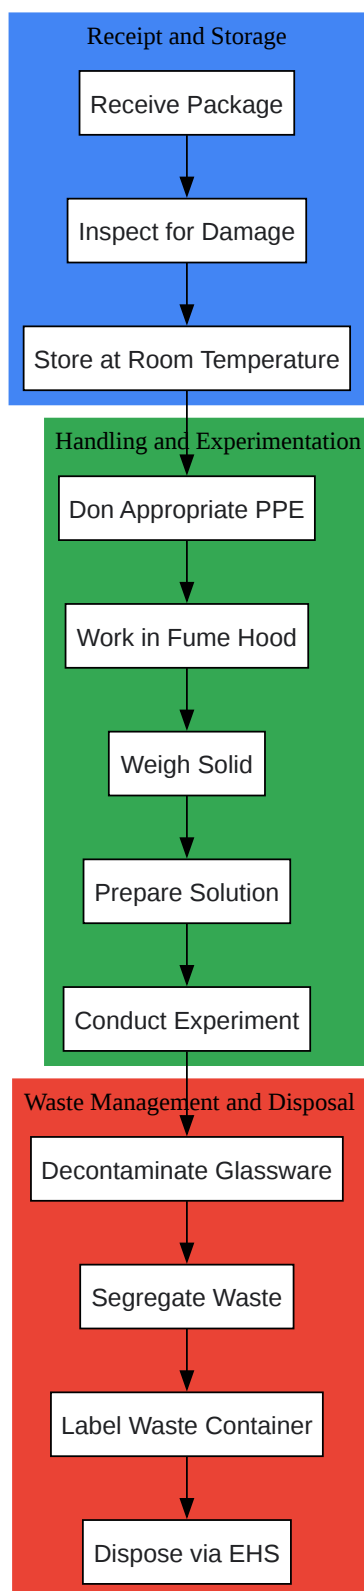 Receipt and Storage
Receive Package
Inspect for Damage
Store at Room Temperature
Handling and Experimentation
Don Appropriate PPE
Work in Fume Hood
Weigh Solid
Prepare Solution
Conduct Experiment
Waste Management and Disposal
Decontaminate Glassware
Segregate Waste
Label Waste Container
Dispose via EHS